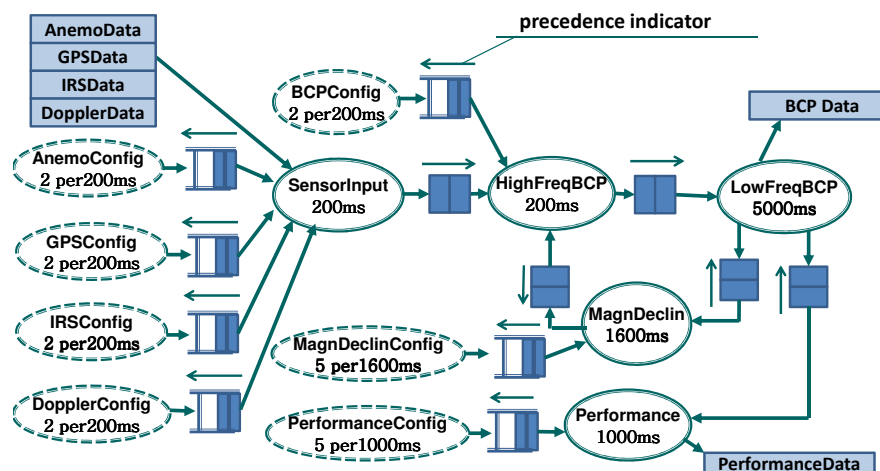 precedence indicator
AnemoData
GPSData
IRSData
DopplerData
BCPConfig
2 per200ms
BCP Data
AnemoConfig
2 per200ms
SensorInput
200ms
HighFreqBCP
200ms
LowFreqBCP
5000ms
GPSConfig
2 per200ms
IRSConfig
2 per200ms
MagnDeclin
1600ms
MagnDeclinConfig
5 per1600ms
DopplerConfig
2 per200ms
PerformanceConfig
5 per1000ms
Performance
1000ms
PerformanceData